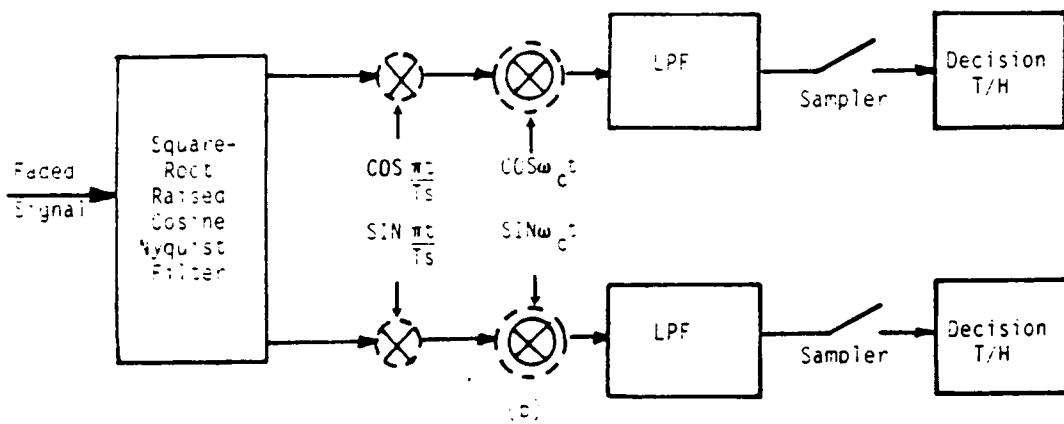 LPF
Decision
T/H
Sampler
Square-
Root
Raised
Cosine
Nyquist
Filter
Faded
Signal
COS πt/Ts
COSω_c t
SIN πt/Ts
SINω_c t
LPF
Decision
T/H
Sampler
(b)